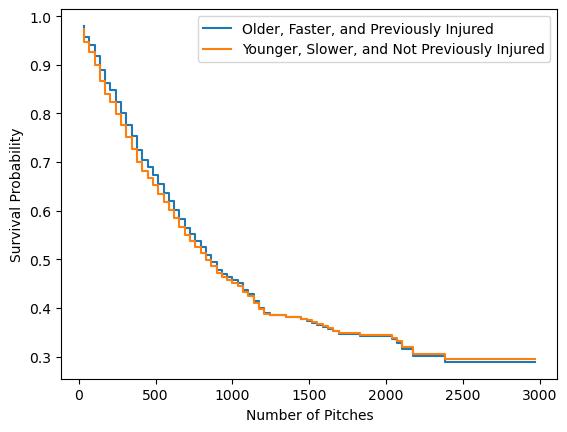 Older, Faster, and Previously Injured
Younger, Slower, and Not Previously Injured
1.0
0.9
0.8
0.7
0.6
0.5
0.4
0.3
Survival Probability
0 500 1000 1500 2000 2500 3000
Number of Pitches